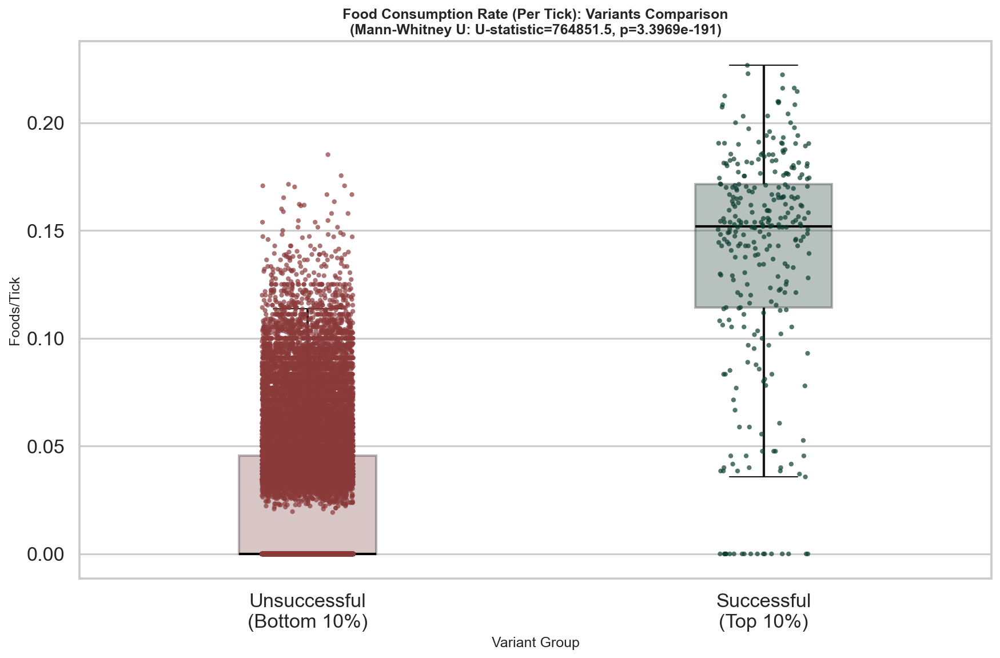 Food Consumption Rate (Per Tick): Variants Comparison
(Mann-Whitney U: U-statistic=764851.5, p=3.3969e-191)
Foods/Tick
0.20
0.15
0.10
0.05
0.00
Unsuccessful
(Bottom 10%)
Successful
(Top 10%)
Variant Group